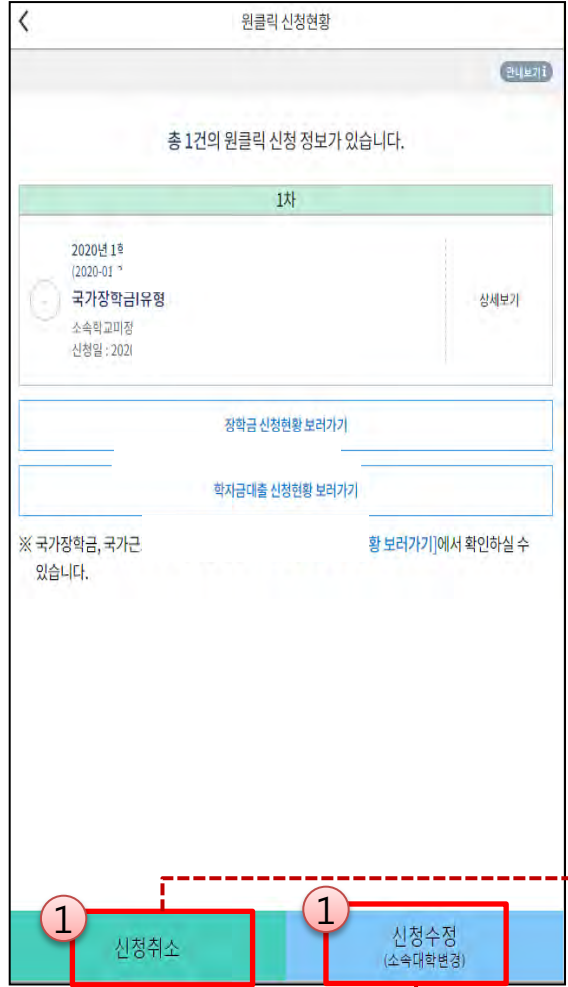 원클릭 신청현황
안내보기 i
총 1건의 원클릭 신청 정보가 있습니다.
1차
2020년 1학
(2020-01
국가장학금I유형
상세보기
소속학교미정
신청일 : 202
장학금 신청현황 보러가기
학자금대출 신청현황 보러가기
※ 국가장학금, 국가근 황 보러가기]에서 확인하실 수
있습니다.
1
1
신청취소
신청수정
(소속대학변경)